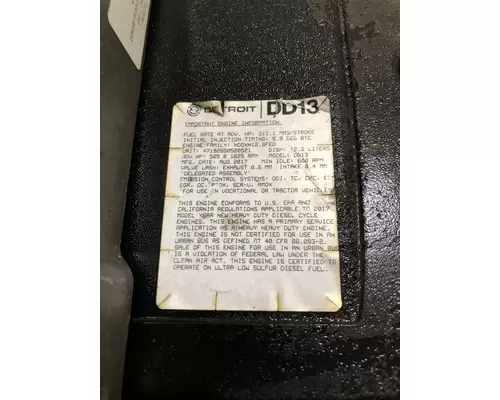 DETROIT DD13
IMPORTANT ENGINE INFORMATION
FUEL RATE AT ADV. HP: 311.1 MM3/STROKE
INITIAL INJECTION TIMING: 9.9 DEG BTC
ENGINE FAMILY: HDDXH12.8FED
UNIT: 471926S0520521 DISP: 12.8 LITERS
ADV HP: 505 @ 1625 RPM MODEL: DD13
MFG. DATE: AUG 2017 MIN IDLE: 600 RPM
VALVE LASH: EXHAUST 0.6 MM INTAKE 0.4 MM
"DELEGATED ASSEMBLY"
EMISSION CONTROL SYSTEMS: DDI, TC, CAC, ECM
EGR, OC, PTOX, SCR-U, AMOX
"FOR USE IN VOCATIONAL OR TRACTOR VEHICLES"
THIS ENGINE CONFORMS TO U.S. EPA AND
CALIFORNIA REGULATIONS APPLICABLE TO 2017
MODEL YEAR NEW HEAVY DUTY DIESEL CYCLE
ENGINES. THIS ENGINE HAS A PRIMARY SERVICE
APPLICATION AS A HEAVY HEAVY DUTY ENGINE.
THIS ENGINE IS NOT CERTIFIED FOR USE IN AN
URBAN BUS AS DEFINED AT 40 CFR 86.093-2.
SALE OF THIS ENGINE FOR USE IN AN URBAN BUS
IS A VIOLATION OF FEDERAL LAW UNDER THE
CLEAN AIR ACT. THIS ENGINE IS CERTIFIED TO
OPERATE ON ULTRA LOW SULFUR DIESEL FUEL.